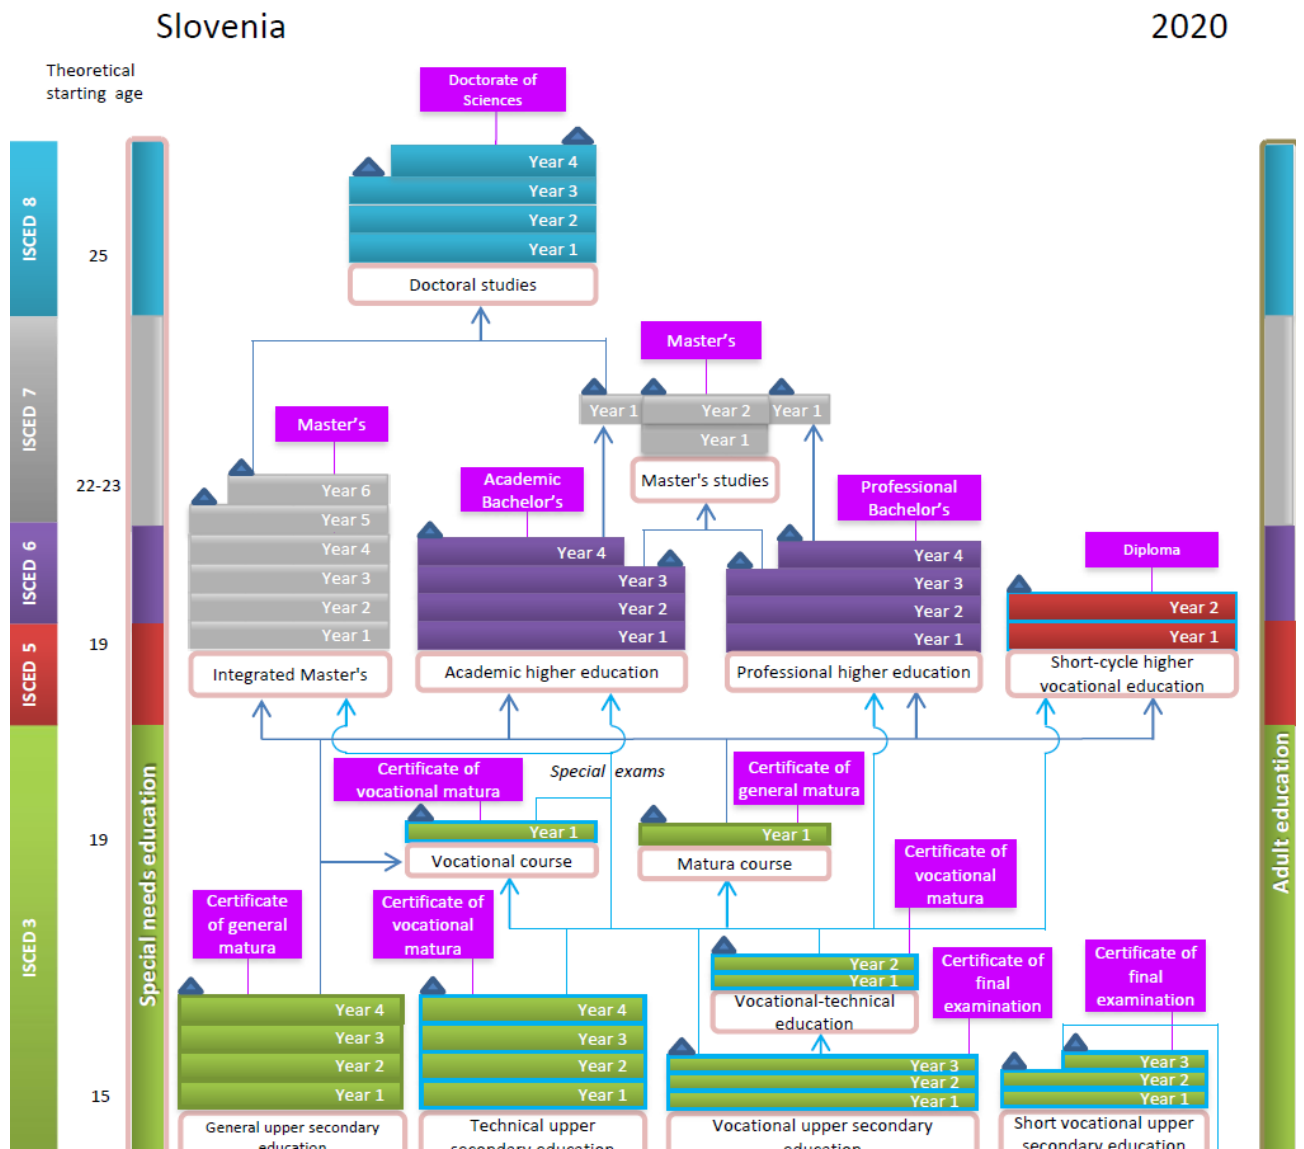 Slovenia
2020
Theoretical
starting age
Doctorate of
Sciences
Year 4
Year 3
Year 2
Year 1
ISCED 8
25
Doctoral studies
Master's
Year 1
Year 2
Year 1
Year 1
Master's studies
ISCED 7
22-23
Master's
Year 6
Year 5
Year 4
Year 3
Year 2
Year 1
Integrated Master's
Academic
Bachelor's
Year 4
Year 3
Year 2
Year 1
Academic higher education
Professional
Bachelor's
Year 4
Year 3
Year 2
Year 1
Professional higher education
Diploma
Year 2
Year 1
Short-cycle higher
vocational education
ISCED 6
ISCED 5
19
Special exams
Certificate of
vocational matura
Year 1
Vocational course
Certificate of
general matura
Year 1
Matura course
19
ISCED 3
Special needs education
Adult education
Certificate
of general
matura
Year 4
Year 3
Year 2
Year 1
General upper secondary
education
Certificate of
vocational
matura
Year 4
Year 3
Year 2
Year 1
Technical upper
secondary education
Certificate of
vocational
matura
Year 2
Year 1
Vocational-technical
education
Certificate of
final
examination
Year 3
Year 2
Year 1
Vocational upper secondary
education
Certificate of
final
examination
Year 3
Year 2
Year 1
Short vocational upper
secondary education
15